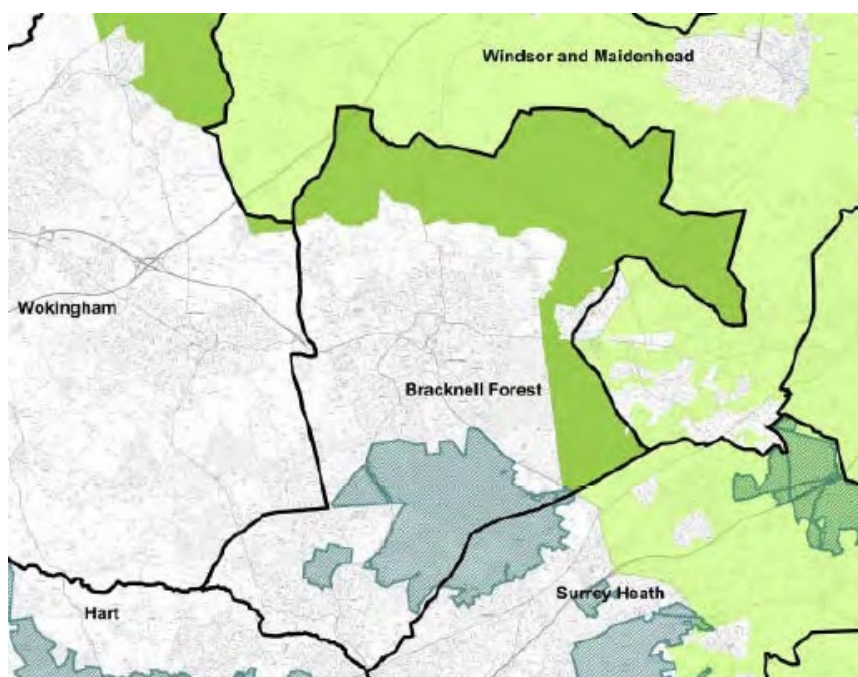 Windsor and Maidenhead
Wokingham
Bracknell Forest
Surrey Heath
Hart